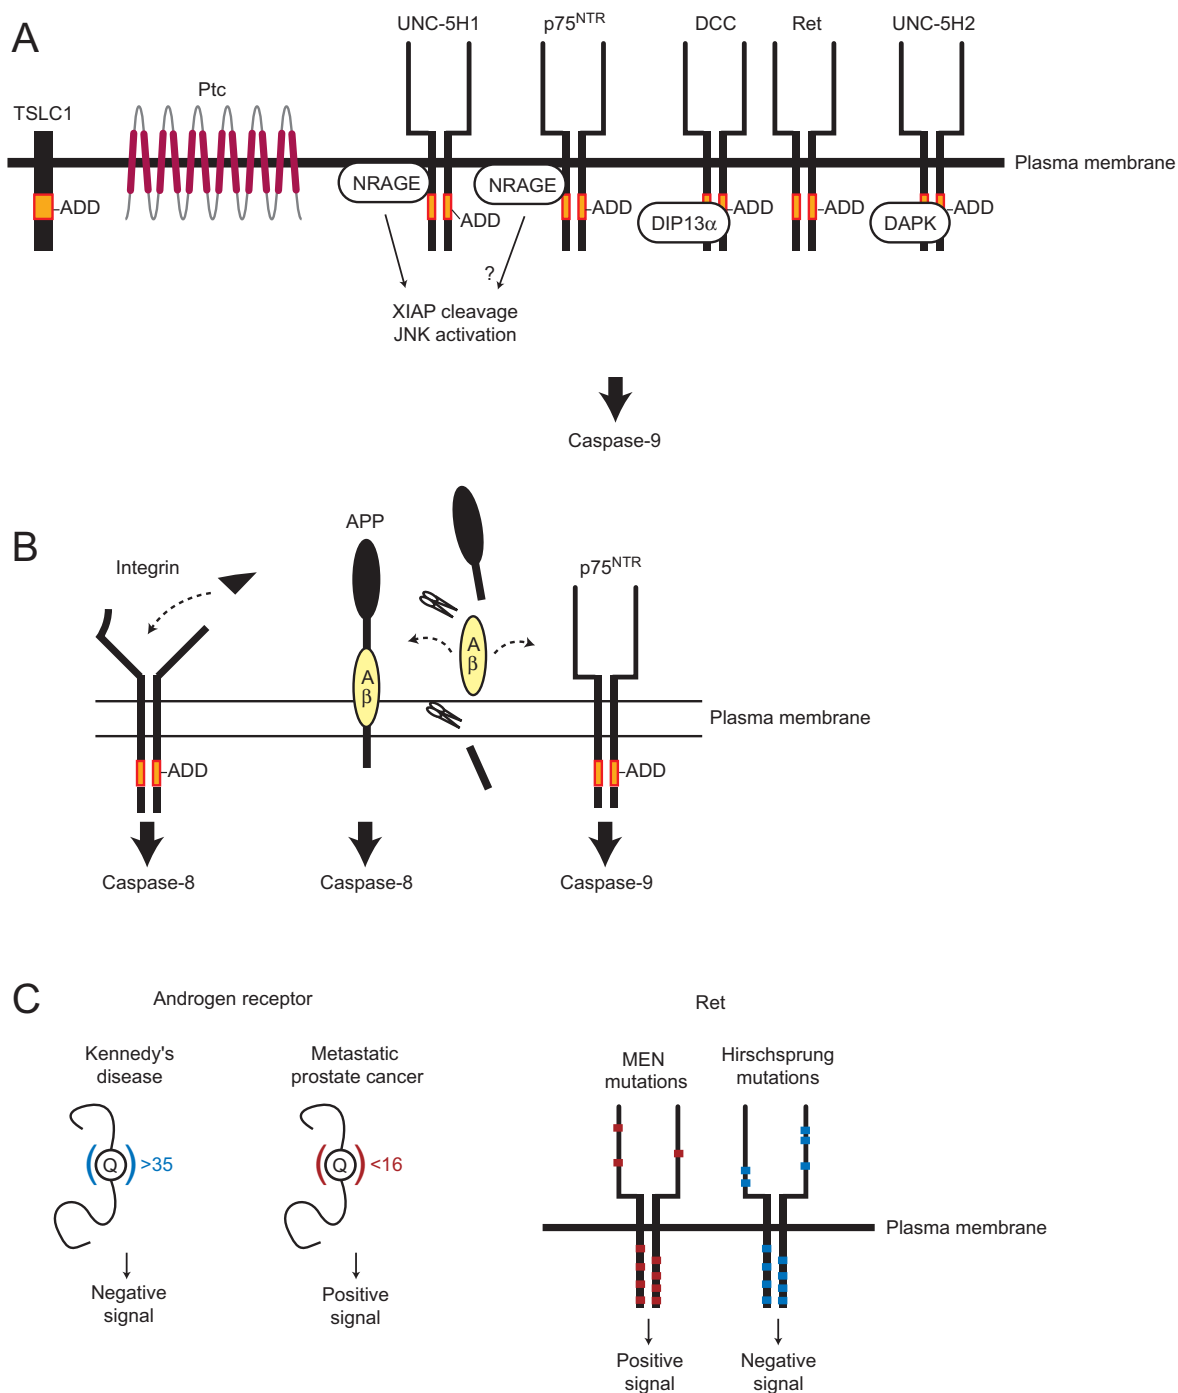 A
UNC-5H1
p75NTR
DCC
Ret
UNC-5H2
Ptc
TSLC1
Plasma membrane
NRAGE
NRAGE
-ADD
ADD
ADD
DIP13α
ADD
ADD
DAPK
ADD
?
XIAP cleavage
JNK activation
Caspase-9
B
APP
Integrin
p75NTR
A
β
A
β
Plasma membrane
ADD
ADD
Caspase-8
Caspase-8
Caspase-9
C
Androgen receptor
Ret
Kennedy's
disease
Metastatic
prostate cancer
MEN
mutations
Hirschsprung
mutations
(Q) >35
(Q) <16
Plasma membrane
Negative
signal
Positive
signal
Positive
signal
Negative
signal